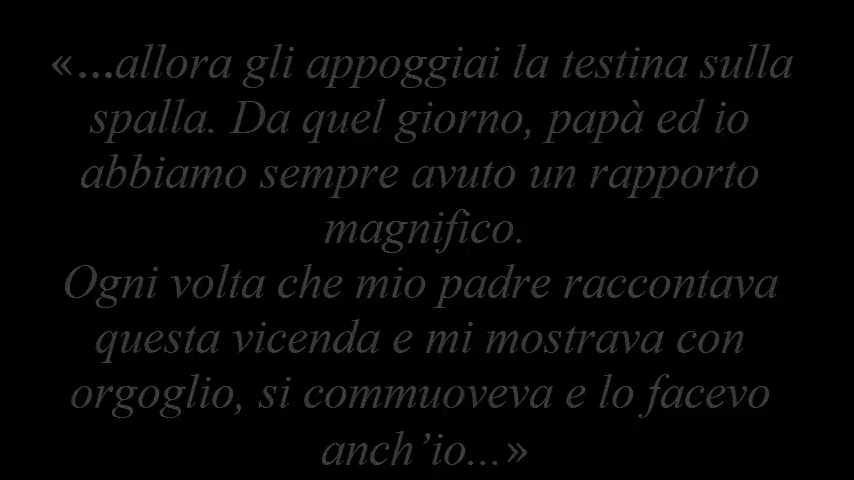 «...allora gli appoggiai la testina sulla
spalla. Da quel giorno, papà ed io
abbiamo sempre avuto un rapporto
magnifico.
Ogni volta che mio padre raccontava
questa vicenda e mi mostrava con
orgoglio, si commuoveva e lo facevo
anch’io...»